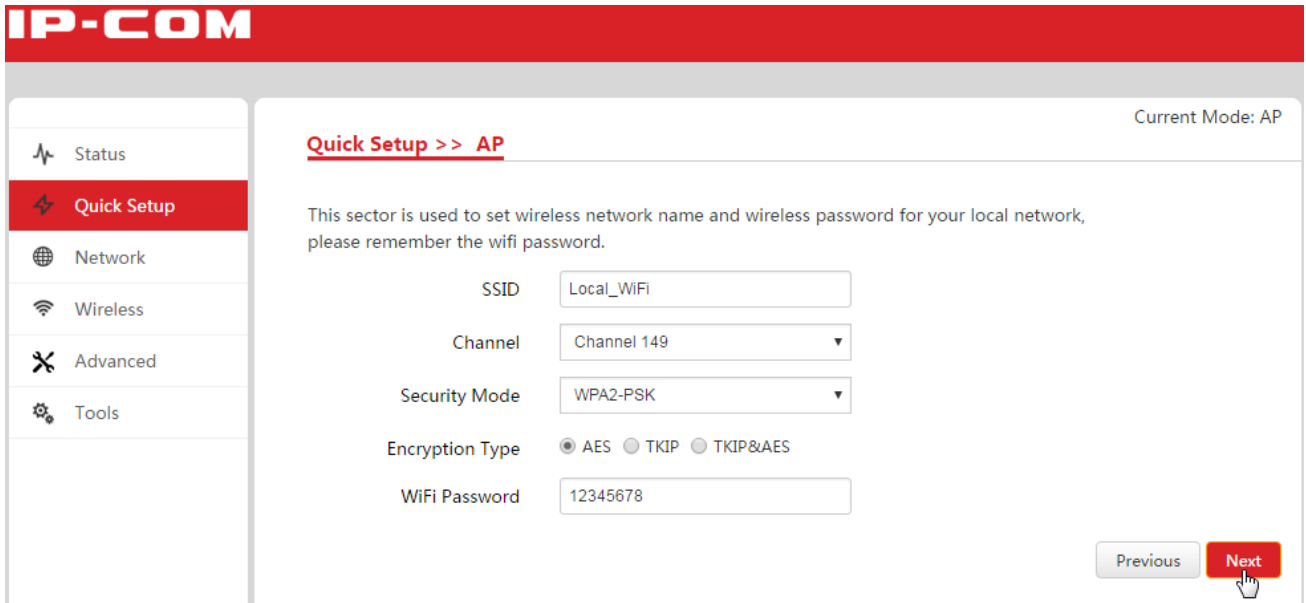 IP-COM
Current Mode: AP
Status
Quick Setup
Network
Wireless
Advanced
Tools
Quick Setup >> AP
This sector is used to set wireless network name and wireless password for your local network,
please remember the wifi password.
SSID Local_WiFi
Channel Channel 149
Security Mode WPA2-PSK
Encryption Type AES TKIP TKIP&AES
WiFi Password 12345678
Previous Next